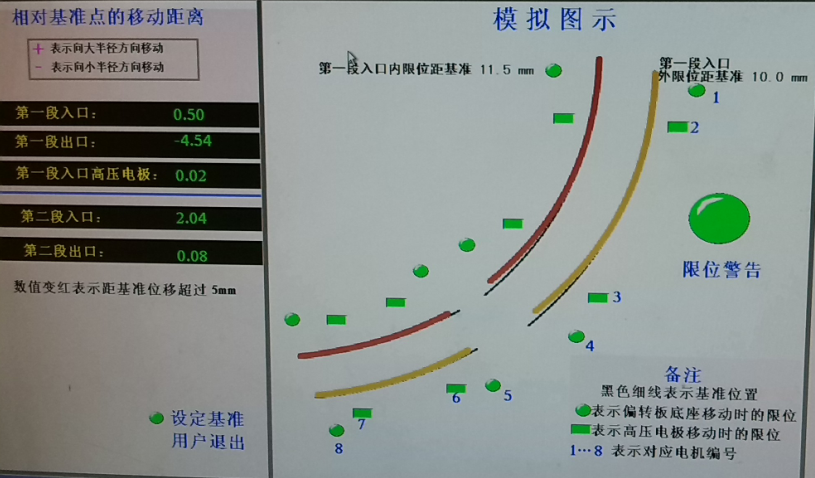 相对基准点的移动距离
+ 表示向大半径方向移动
- 表示向小半径方向移动
第一段入口: 0.50
第一段出口: -4.54
第一段入口高压电极: 0.02
第二段入口: 2.04
第二段出口: 0.08
数值变红表示距基准位移超过5mm
设定基准
用户退出
模拟图示
第一段入口内限位距基准 11.5 mm
第一段入口
外限位距基准 10.0 mm
1
2
限位警告
3
4
5
6
7
8
备注
黑色细线表示基准位置
表示偏转板底座移动时的限位
表示高压电极移动时的限位
1…8 表示对应电机编号